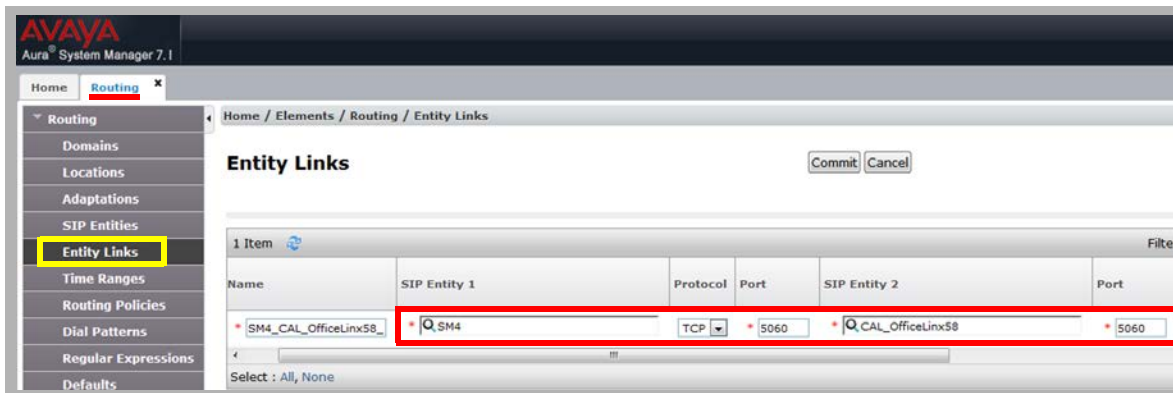 AVAYA
Aura® System Manager 7.1
Home
Routing x
Routing
Domains
Locations
Adaptations
SIP Entities
Entity Links
Time Ranges
Routing Policies
Dial Patterns
Regular Expressions
Defaults
Home / Elements / Routing / Entity Links
Entity Links
Commit Cancel
1 Item
Filte
Name SIP Entity 1 Protocol Port SIP Entity 2 Port
* SM4_CAL_OfficeLinx58_ * SM4 TCP * 5060 * CAL_OfficeLinx58 * 5060
Select : All, None